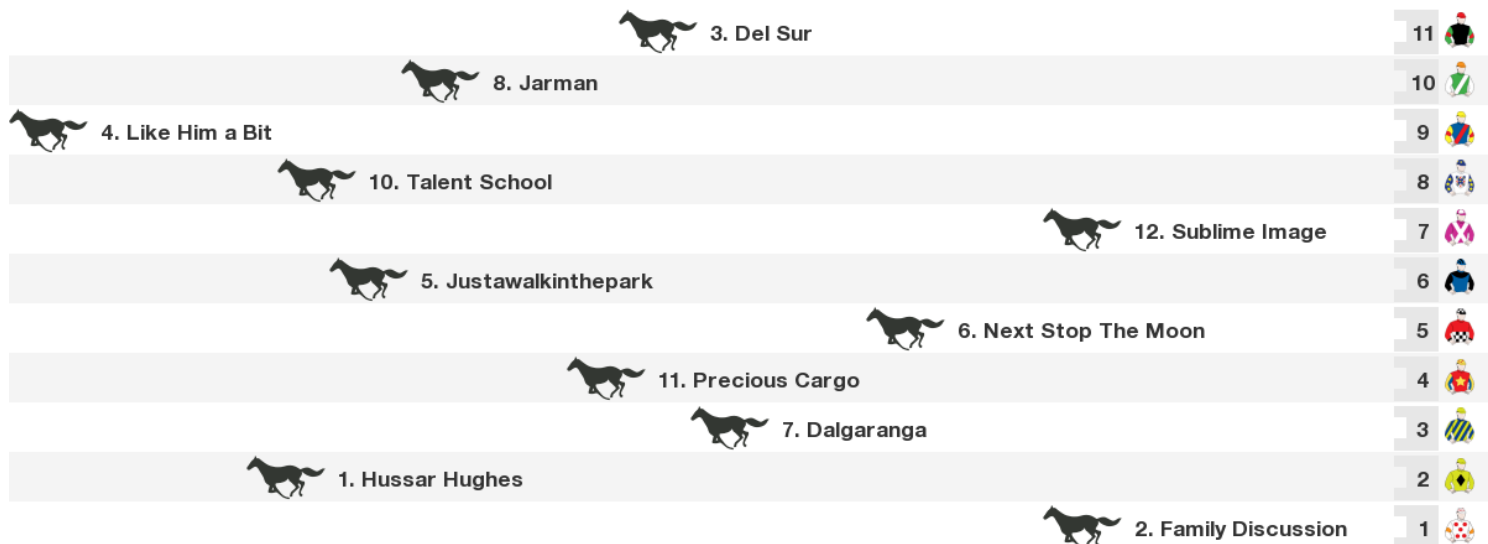 3. Del Sur 11
8. Jarman 10
4. Like Him a Bit 9
10. Talent School 8
12. Sublime Image 7
5. Justawalkinthepark 6
6. Next Stop The Moon 5
11. Precious Cargo 4
7. Dalgaranga 3
1. Hussar Hughes 2
2. Family Discussion 1